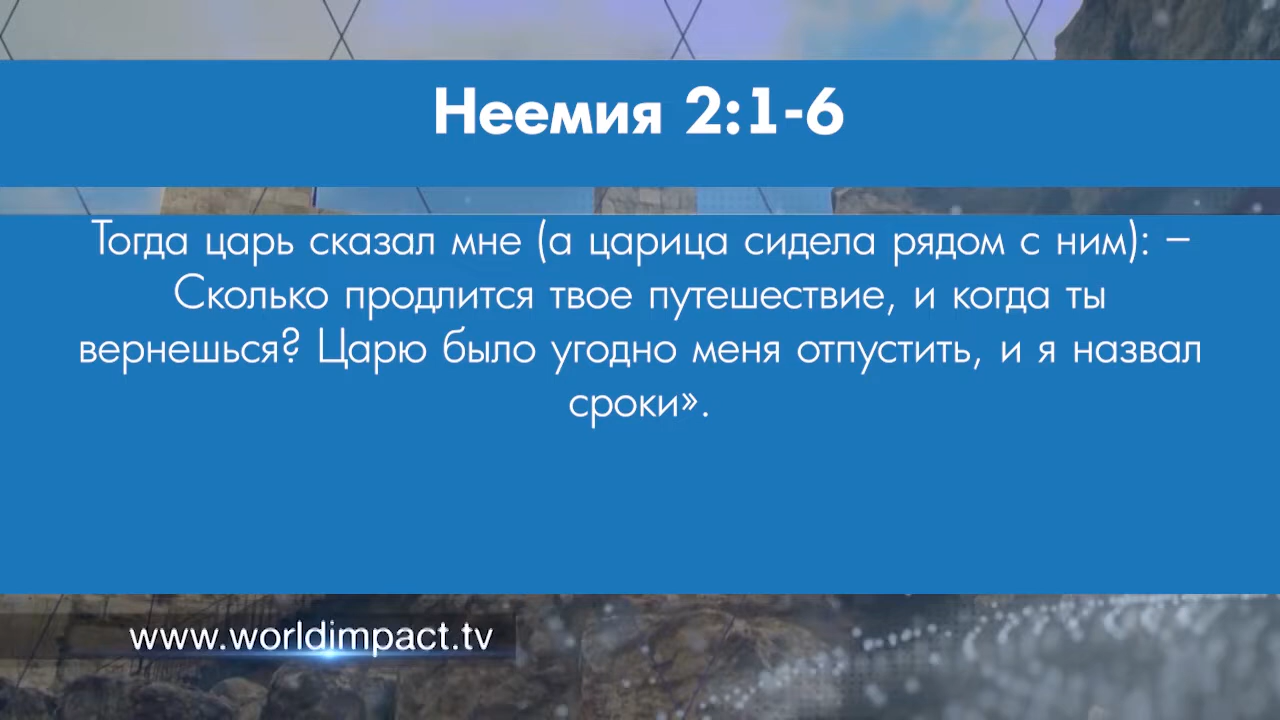 Неемия 2:1-6
Тогда царь сказал мне (а царица сидела рядом с ним): –
Сколько продлится твое путешествие, и когда ты
вернешься? Царю было угодно меня отпустить, и я назвал
сроки».
www.worldimpact.tv